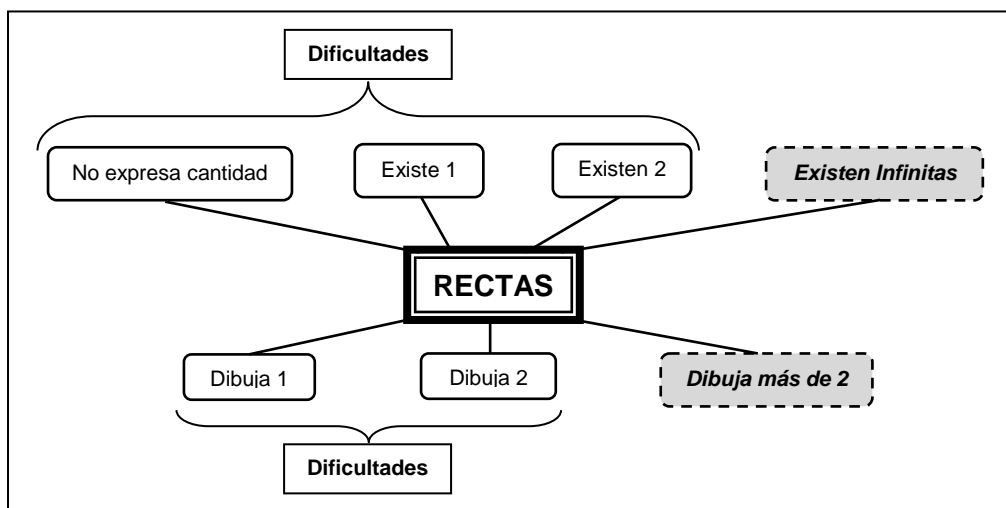 Dificultades
No expresa cantidad
Existe 1
Existen 2
Existen Infinitas
RECTAS
Dibuja 1
Dibuja 2
Dibuja más de 2
Dificultades